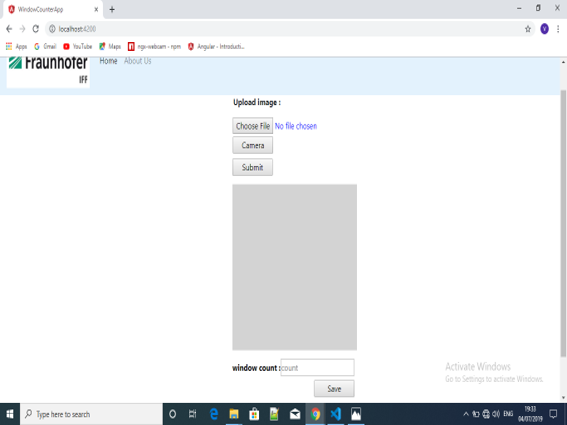 WindowCounterApp
localhost:4200
Apps Gmail YouTube Maps ngx-webcam - npm Angular - Introducti...
Fraunhofer
IFF
Home About Us
Upload image :
Choose File No file chosen
Camera
Submit
window count : count
Save
Activate Windows
Go to Settings to activate Windows.
Type here to search
ENG
19:33
04/07/2019